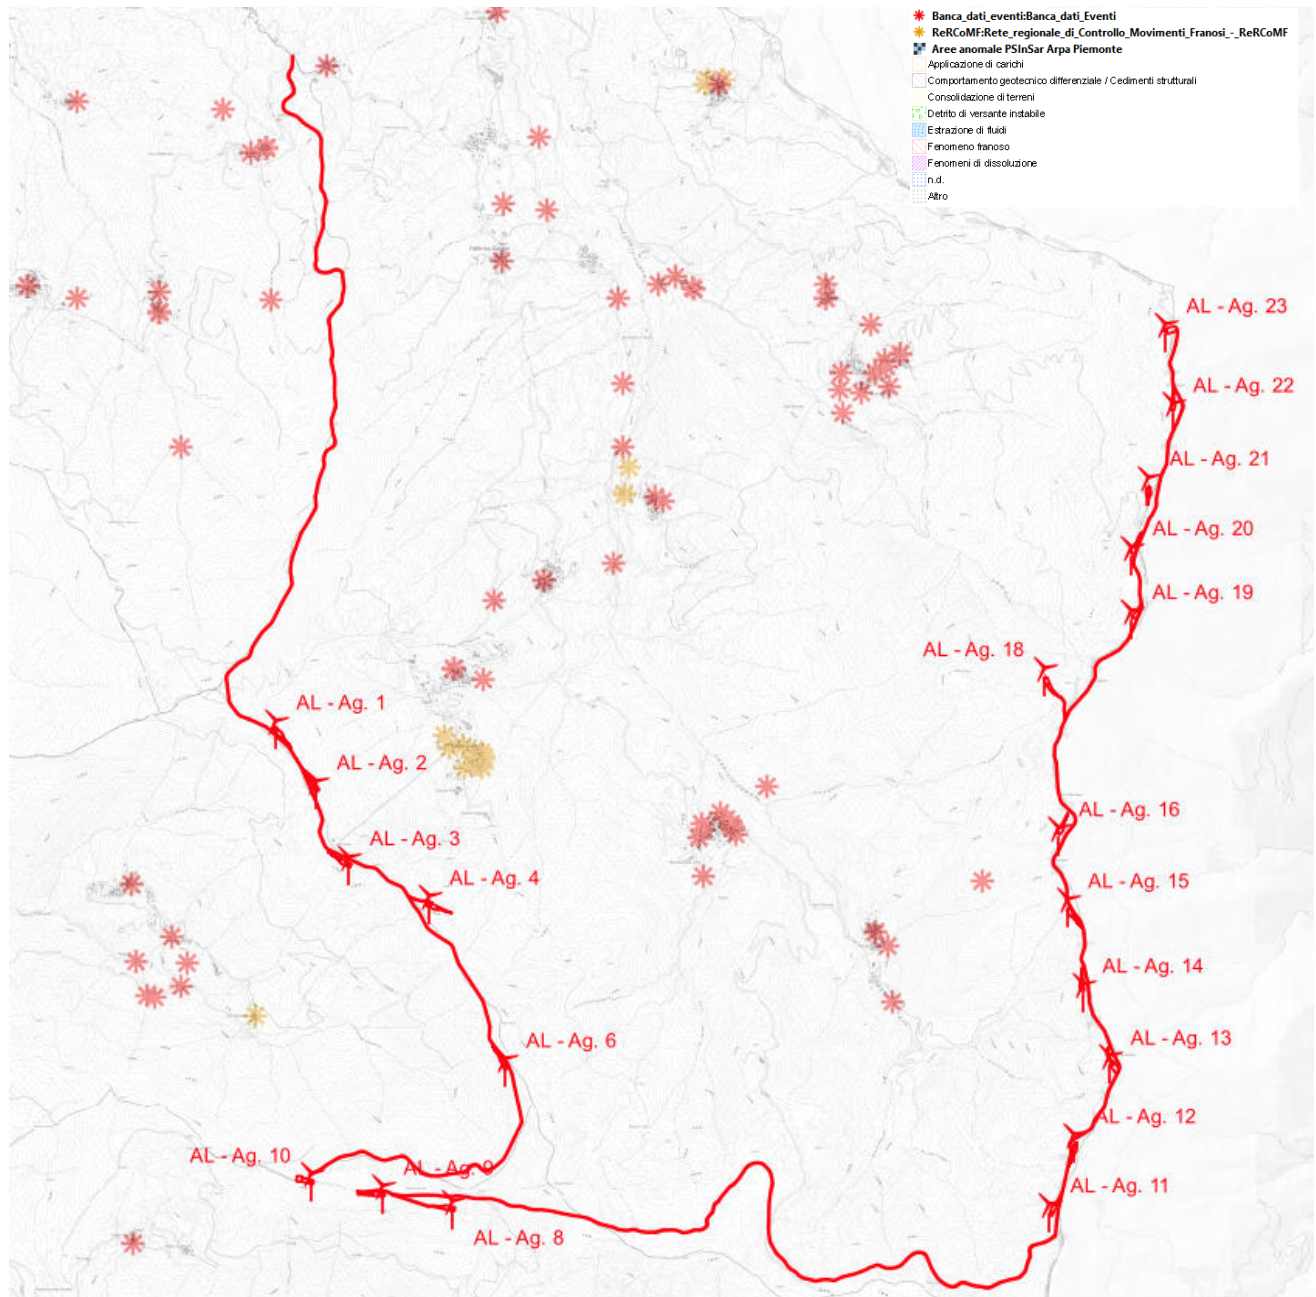 Banca_dati_eventi:Banca_dati_Eventi
ReRCoMF:Rete_regionale_di_Controllo_Movimenti_Franosi_-_ReRCoMF
Aree anomale PSInSar Arpa Piemonte
Applicazione di carichi
Comportamento geotecnico differenziale / Cedimenti strutturali
Consolidazione di terreni
Detrito di versante instabile
Estrazione di fluidi
Fenomeno franoso
Fenomeni di dissoluzione
n.d.
Altro
AL - Ag. 23
AL - Ag. 22
AL - Ag. 21
AL - Ag. 20
AL - Ag. 19
AL - Ag. 18
AL - Ag. 1
AL - Ag. 2
AL - Ag. 16
AL - Ag. 3
AL - Ag. 4
AL - Ag. 15
AL - Ag. 14
AL - Ag. 13
AL - Ag. 6
AL - Ag. 12
AL - Ag. 10
AL - Ag. 9
AL - Ag. 11
AL - Ag. 8